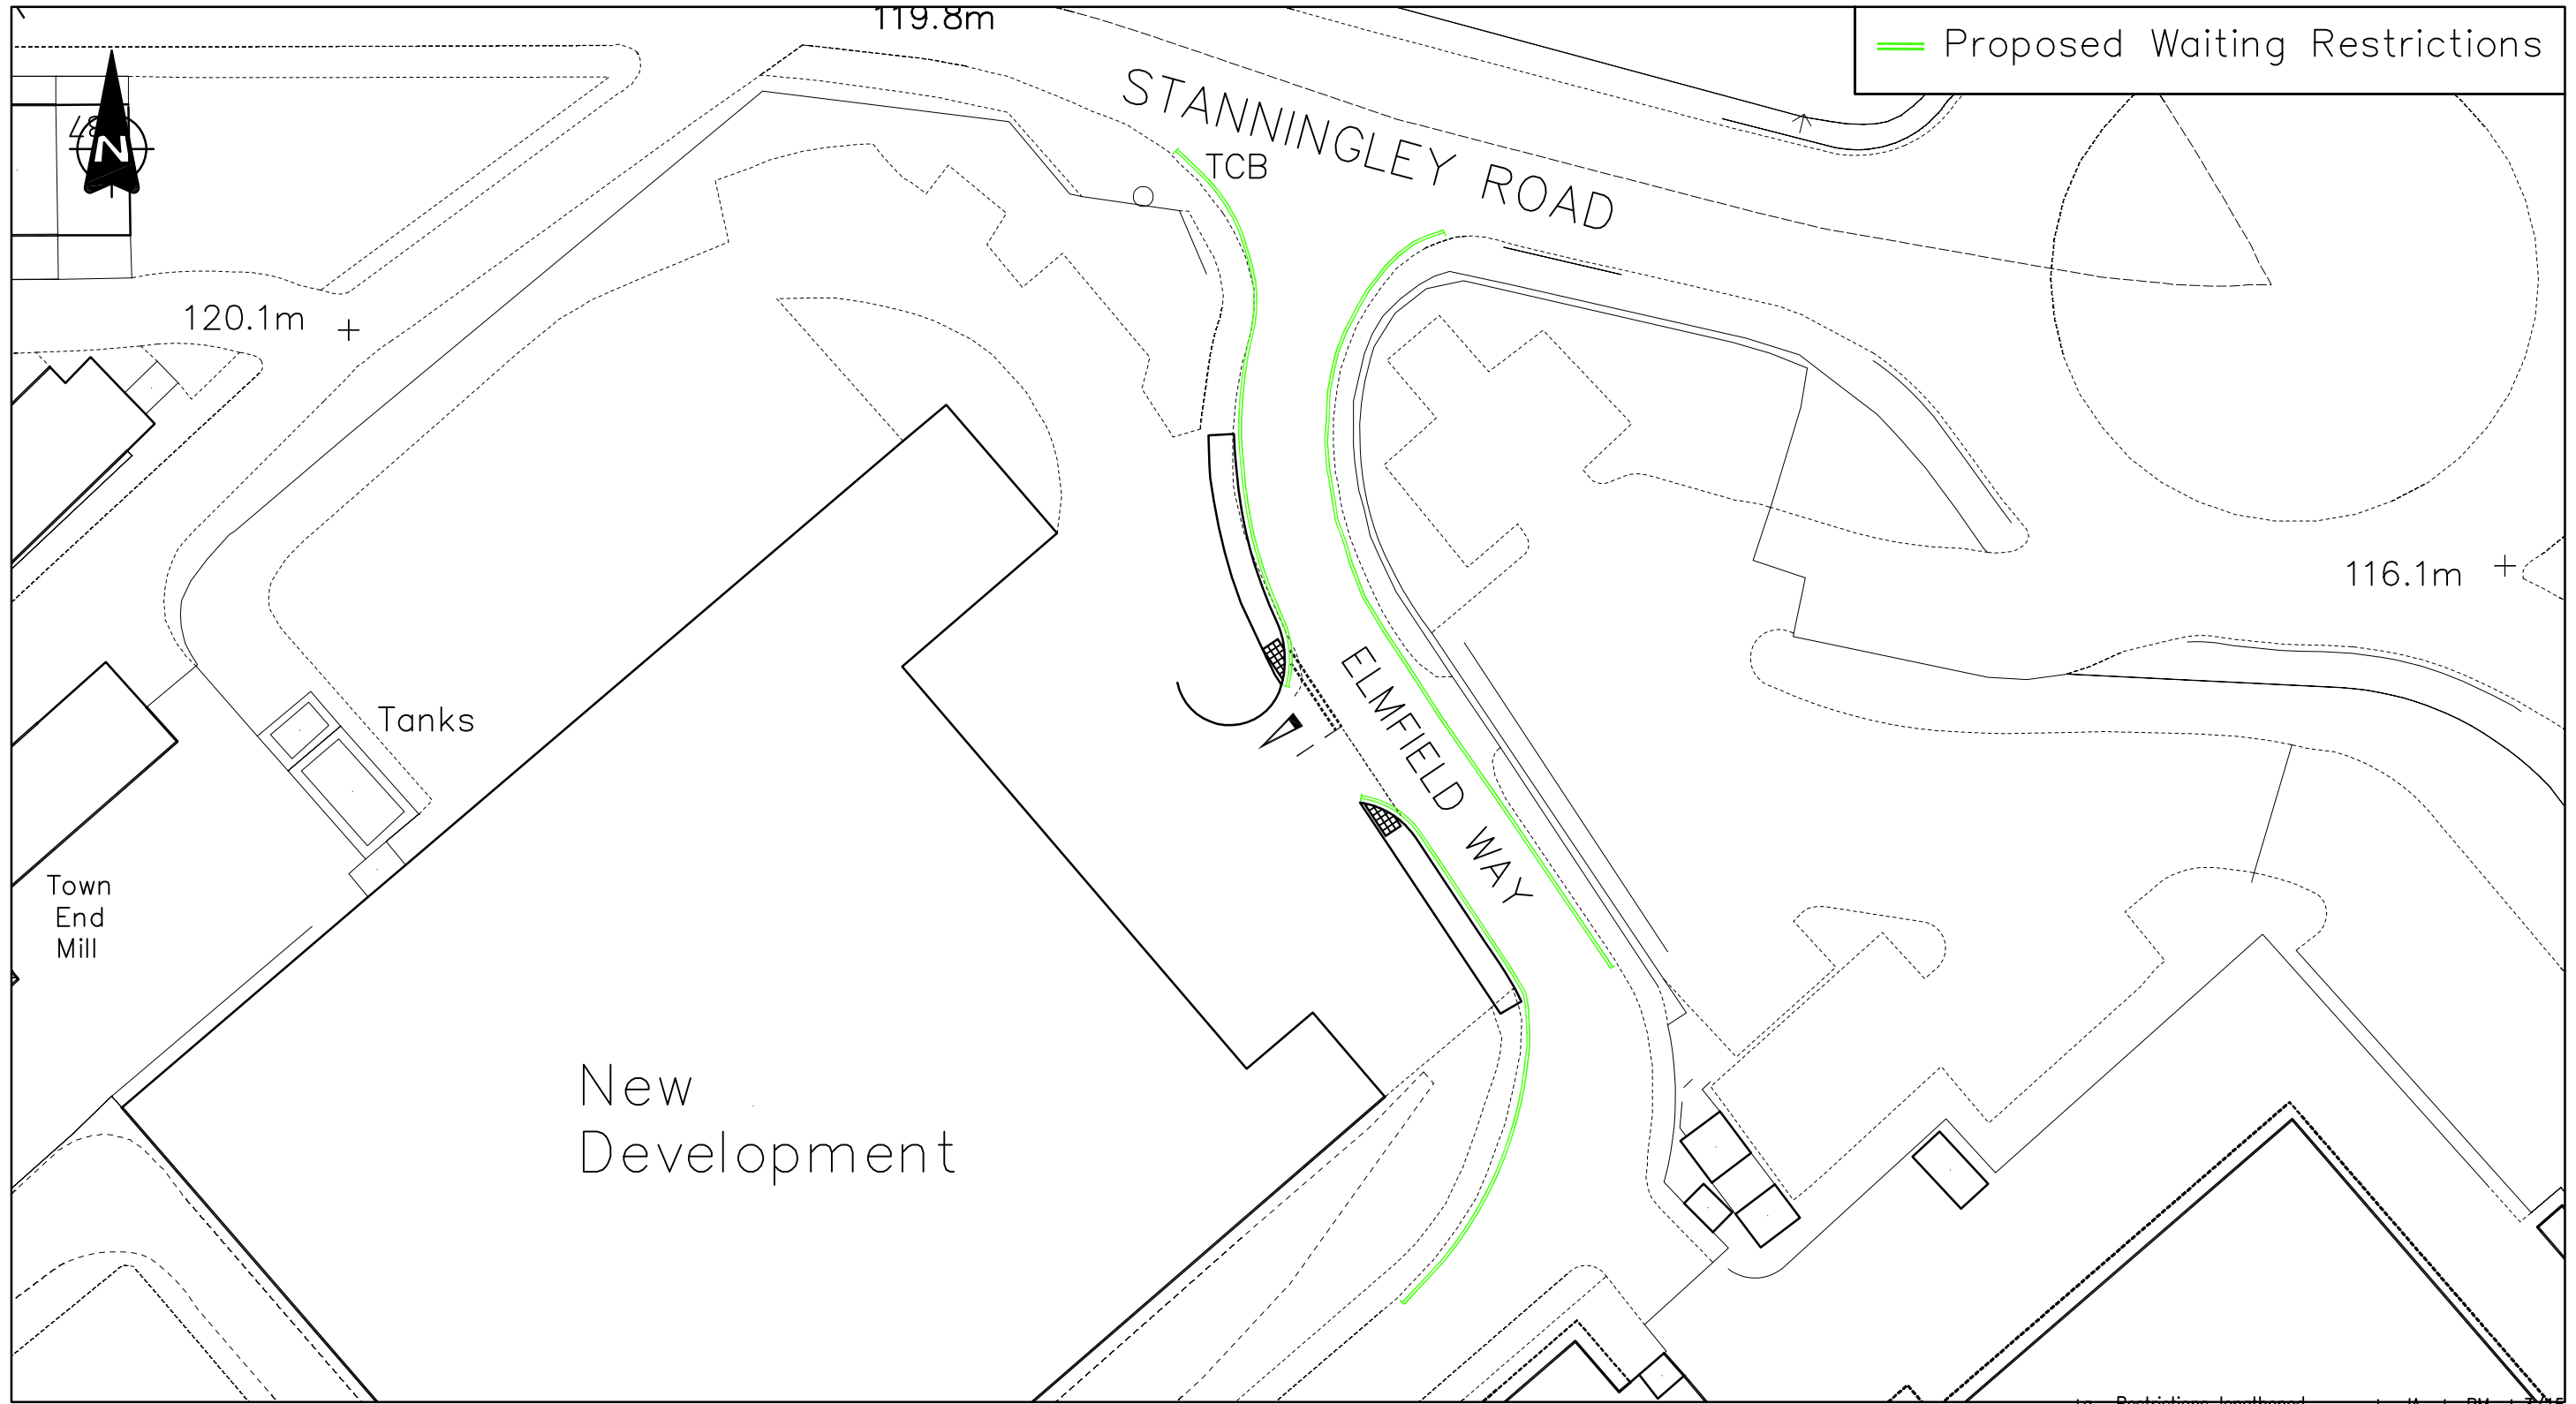 119.8m
Proposed Waiting Restrictions
STANNINGLEY ROAD
TCB
N
120.1m
116.1m
ELMFIELD WAY
Tanks
Town
End
Mill
New
Development